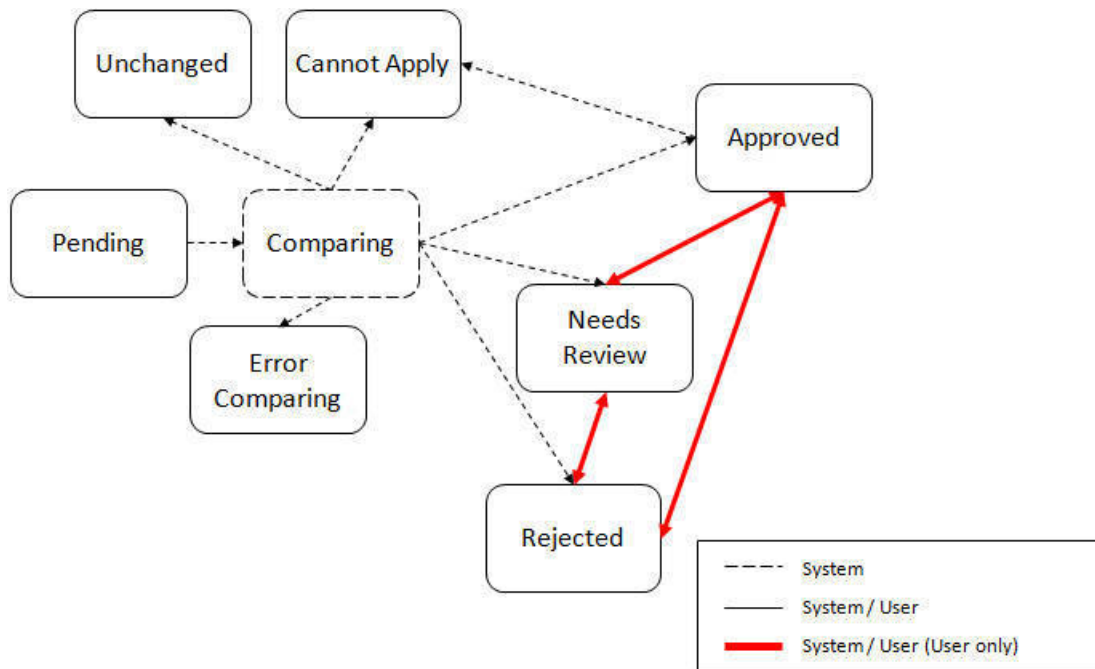 Unchanged
Cannot Apply
Approved
Pending
Comparing
Needs
Review
Error
Comparing
Rejected
System
System / User
System / User (User only)